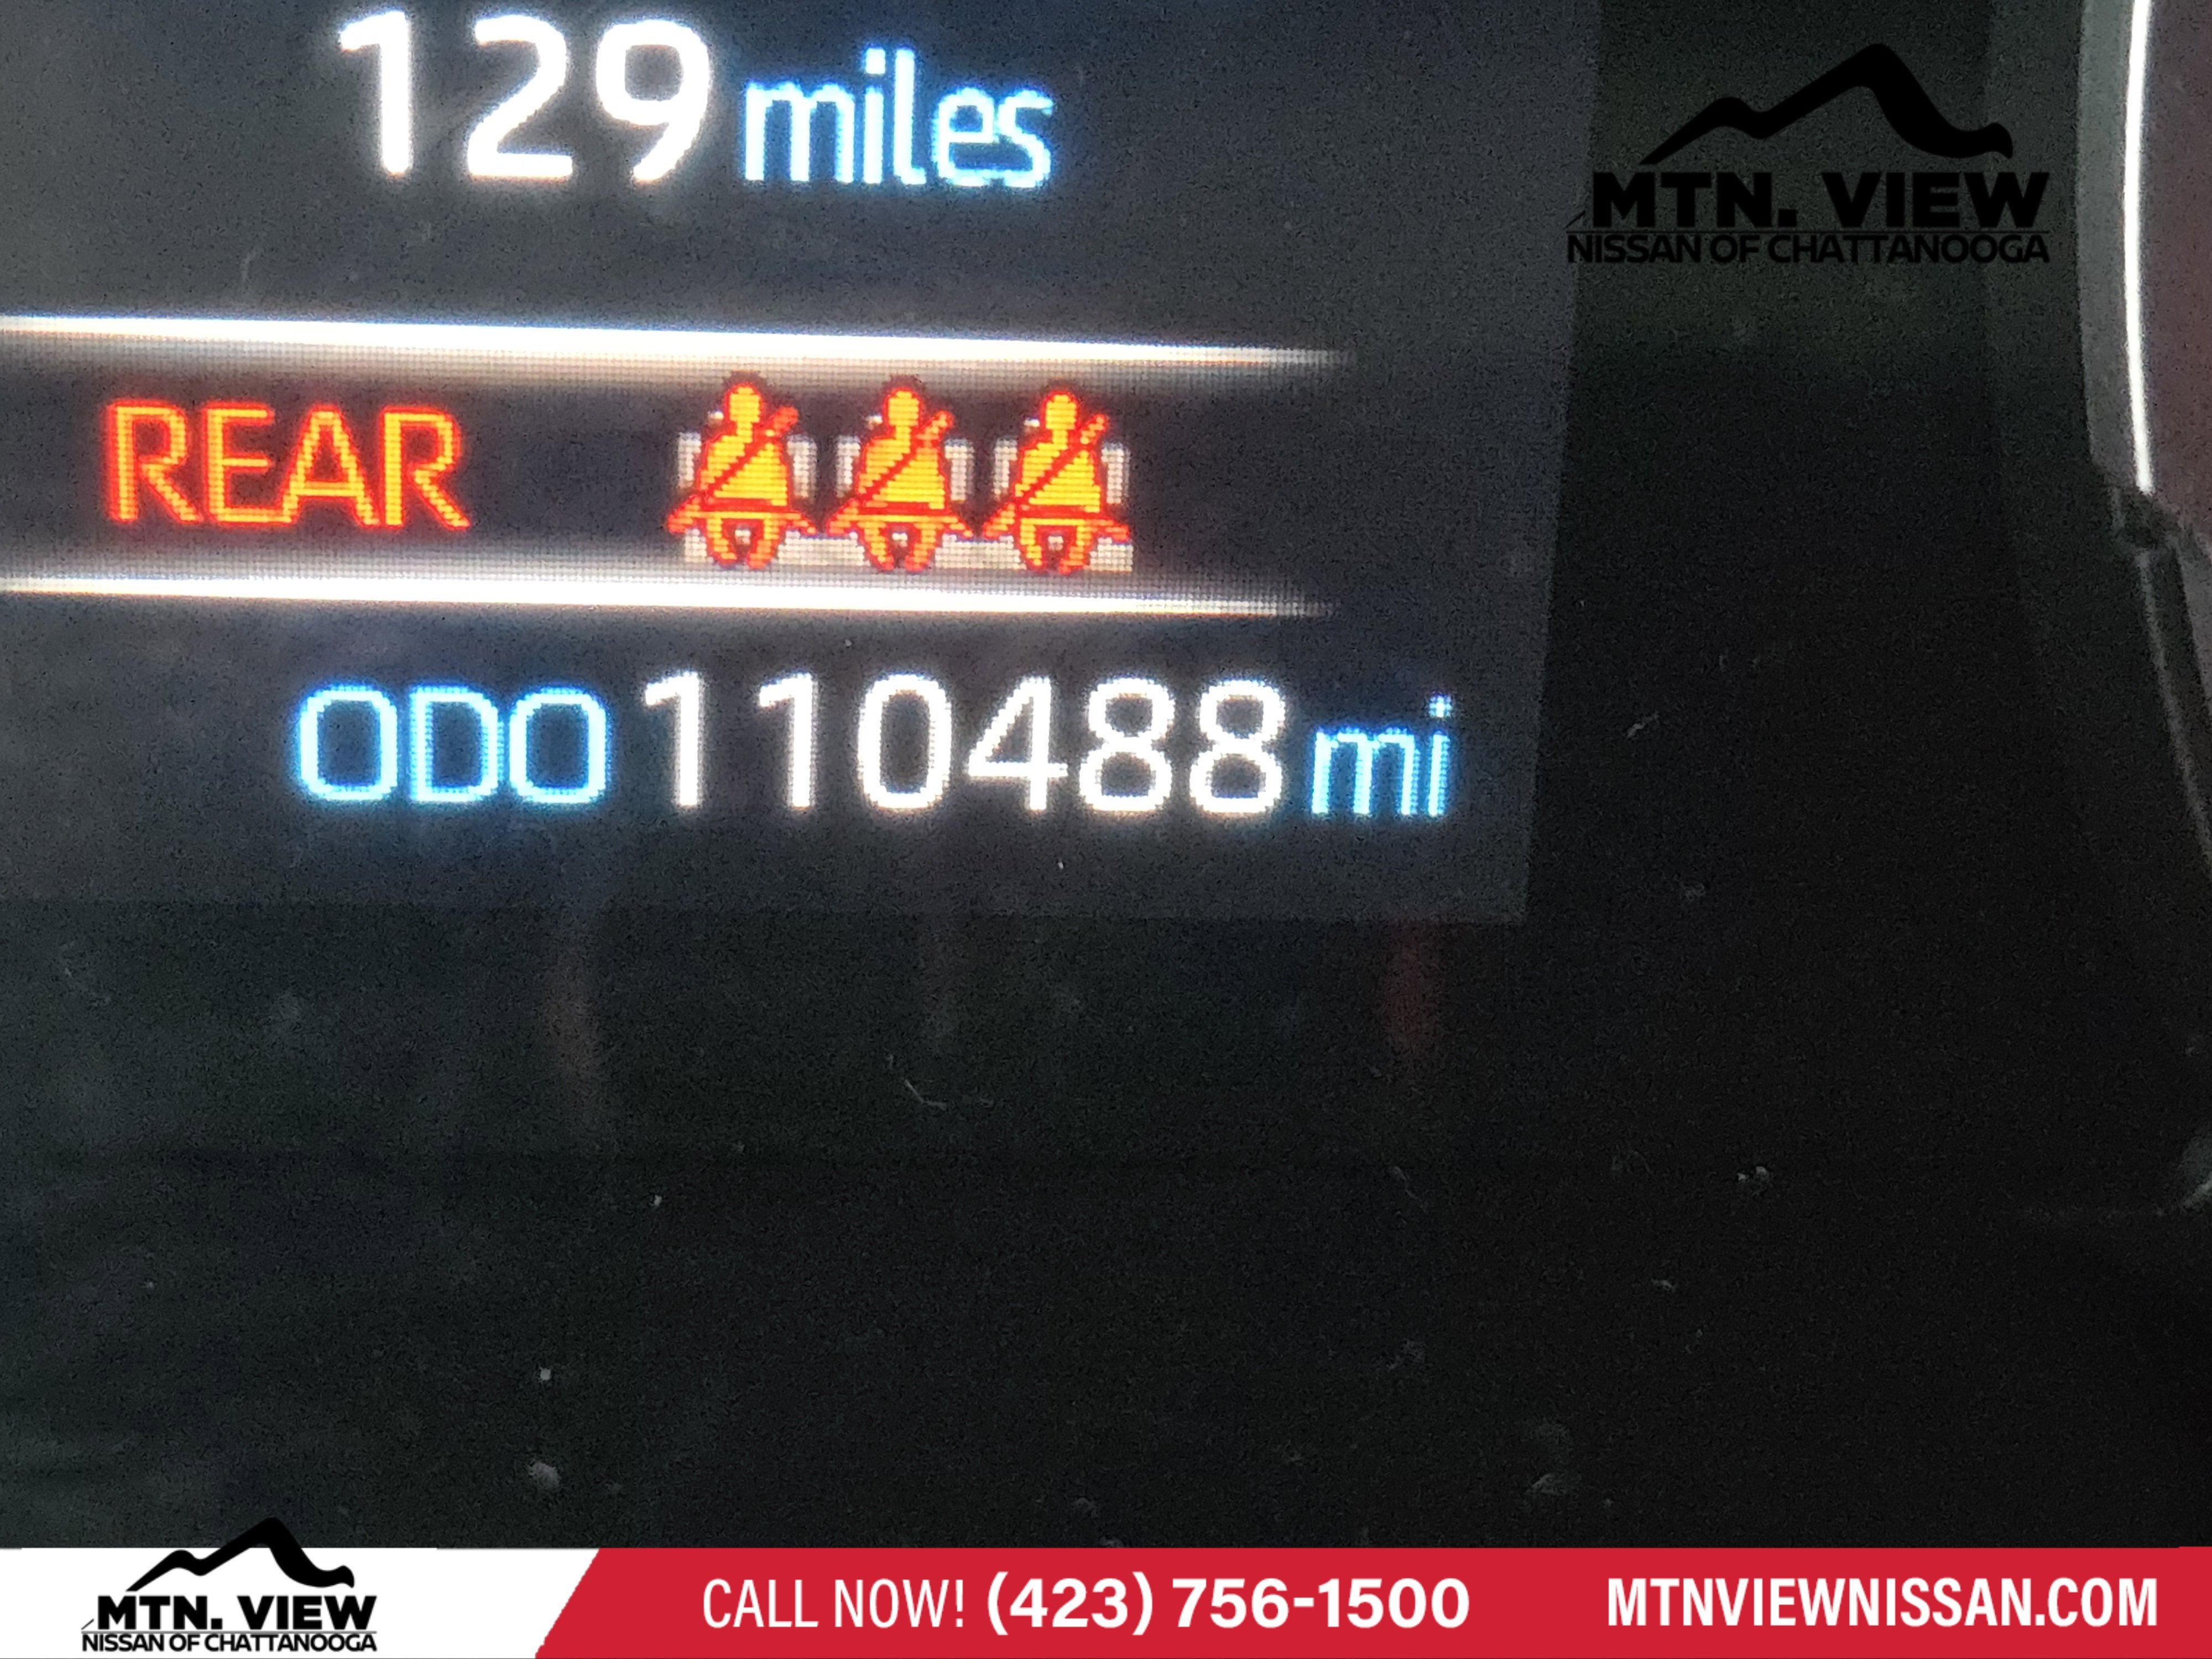 129 miles
MTN. VIEW
NISSAN OF CHATTANOOGA
REAR
ODO 110488 mi
MTN. VIEW
NISSAN OF CHATTANOOGA
CALL NOW! (423) 756-1500
MTNVIEWNISSAN.COM